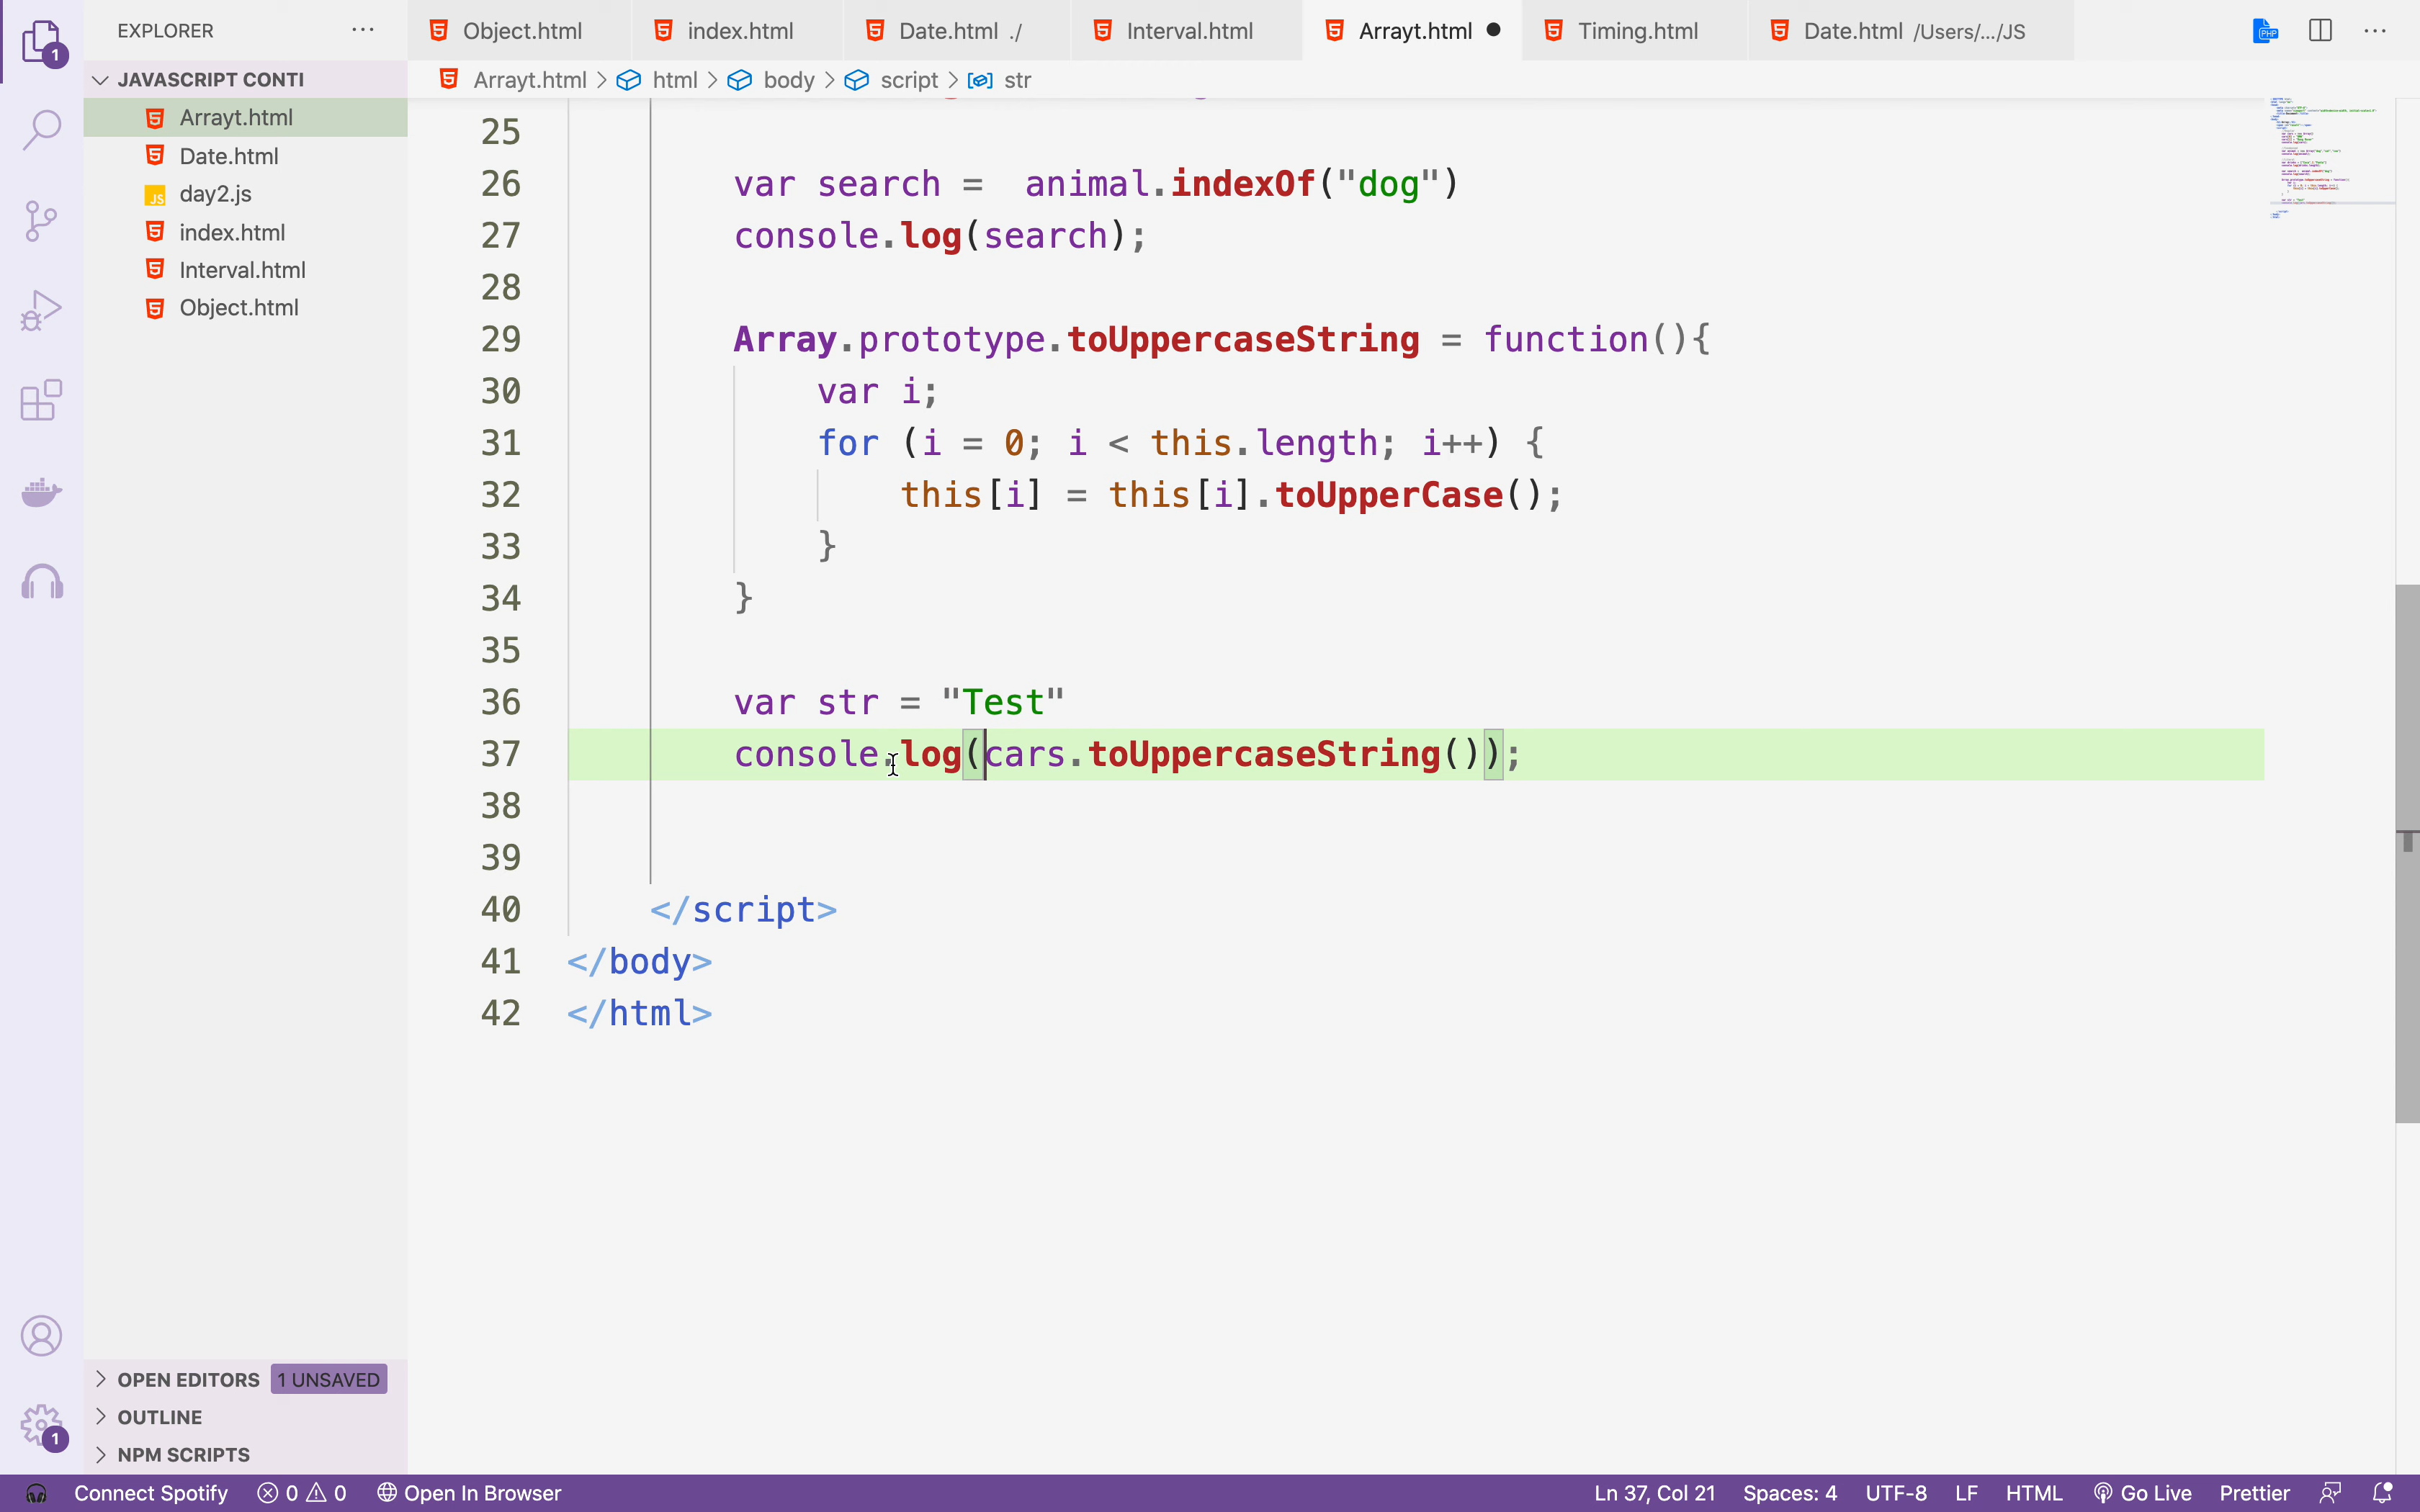 EXPLORER
JAVASCRIPT CONTI
Arrayt.html
Date.html
day2.js
index.html
Interval.html
Object.html
OPEN EDITORS 1 UNSAVED
OUTLINE
NPM SCRIPTS
Object.html index.html Date.html ./ Interval.html Arrayt.html Timing.html Date.html /Users/.../JS
Arrayt.html > html > body > script > str
25
26 var search =  animal.indexOf("dog")
27 console.log(search);
28
29 Array.prototype.toUppercaseString = function(){
30 var i;
31 for (i = 0; i < this.length; i++) {
32 this[i] = this[i].toUpperCase();
33 }
34 }
35
36 var str = "Test"
37 console.log(cars.toUppercaseString());
38
39
40 </script>
41 </body>
42 </html>
Connect Spotify 0 0 Open In Browser Ln 37, Col 21 Spaces: 4 UTF-8 LF HTML Go Live Prettier